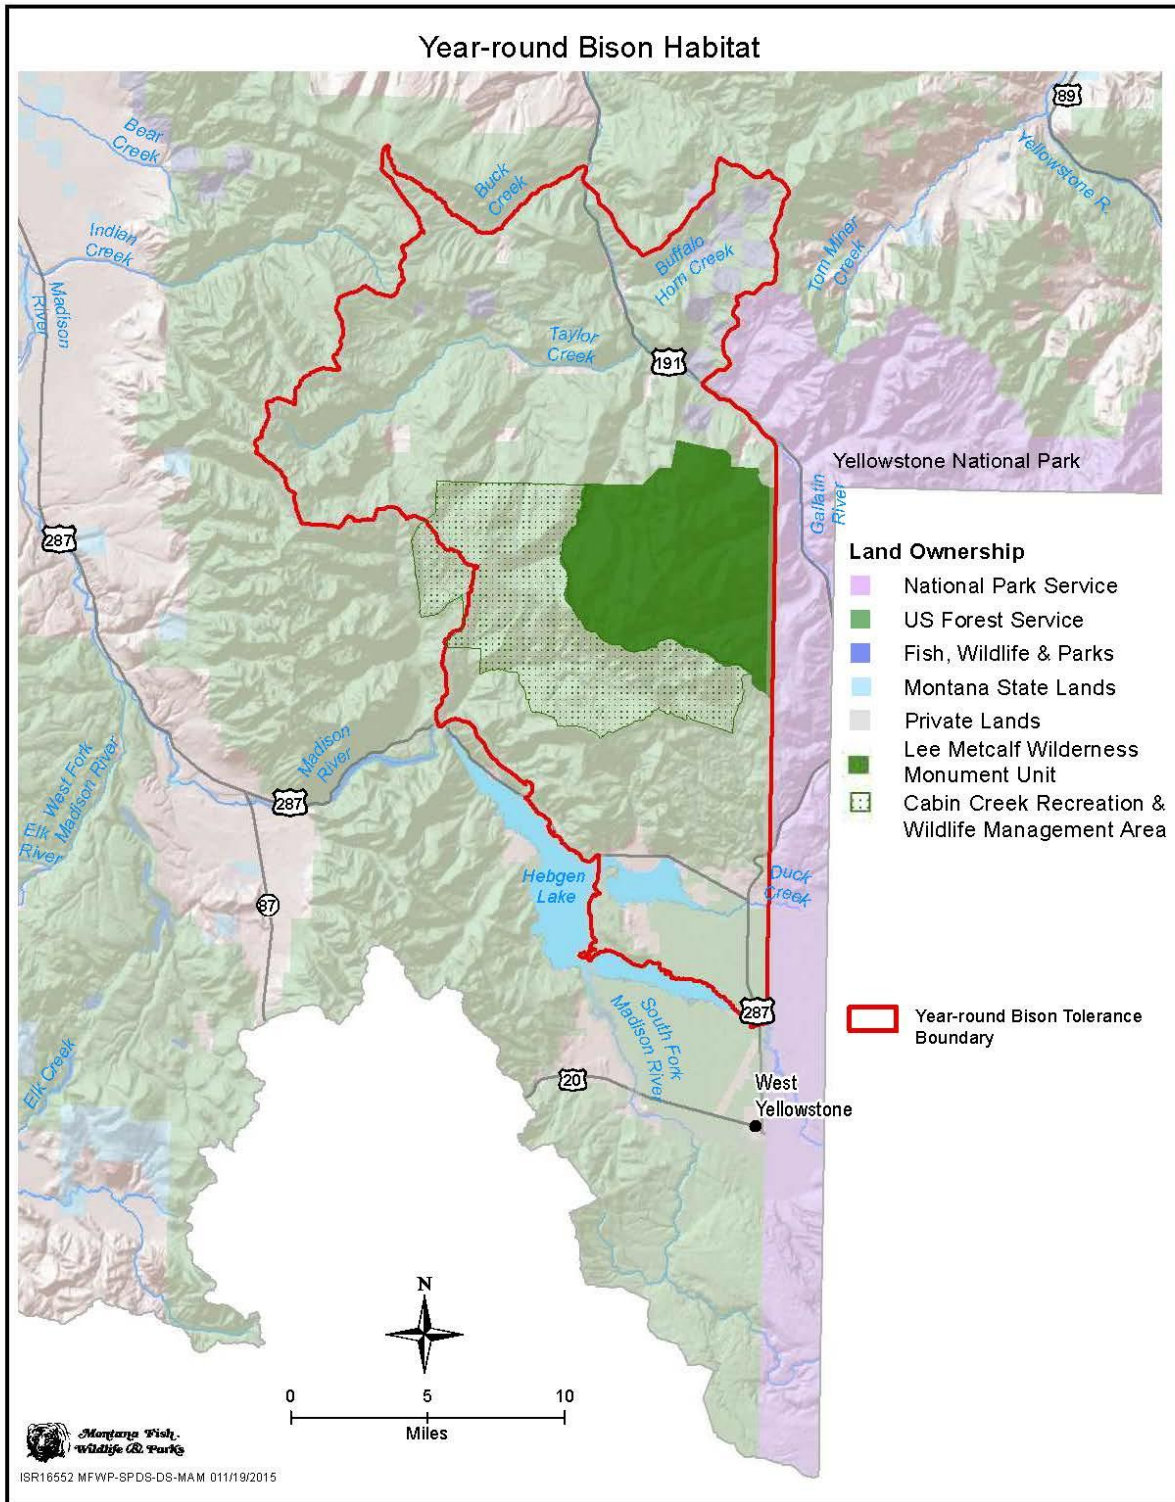 Year-round Bison Habitat
89
Bear
Creek
Buck
Creek
Yellowstone R.
Indian
Creek
Buffalo
Horn Creek
Tom Miner
Creek
Madison
River
Taylor
Creek
191
Yellowstone National Park
Gallatin
River
287
Land Ownership
National Park Service
US Forest Service
Fish, Wildlife & Parks
Montana State Lands
Private Lands
Lee Metcalf Wilderness
Monument Unit
Cabin Creek Recreation &
Wildlife Management Area
West Fork
Madison River
Madison
River
287
Elk
River
Hebgen
Lake
Duck
Creek
87
South Fork
Madison River
287
Year-round Bison Tolerance
Boundary
Elk Creek
20
West
Yellowstone
N
0 5 10
Miles
Montana Fish.
Wildlife & Parks
ISR16552 MFWP-SPDS-DS-MAM 011/19/2015